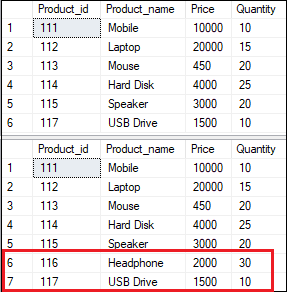 Product_id Product_name Price Quantity
1 111 Mobile 10000 10
2 112 Laptop 20000 15
3 113 Mouse 450 20
4 114 Hard Disk 4000 25
5 115 Speaker 3000 20
6 117 USB Drive 1500 10
Product_id Product_name Price Quantity
1 111 Mobile 10000 10
2 112 Laptop 20000 15
3 113 Mouse 450 20
4 114 Hard Disk 4000 25
5 115 Speaker 3000 20
6 116 Headphone 2000 30
7 117 USB Drive 1500 10